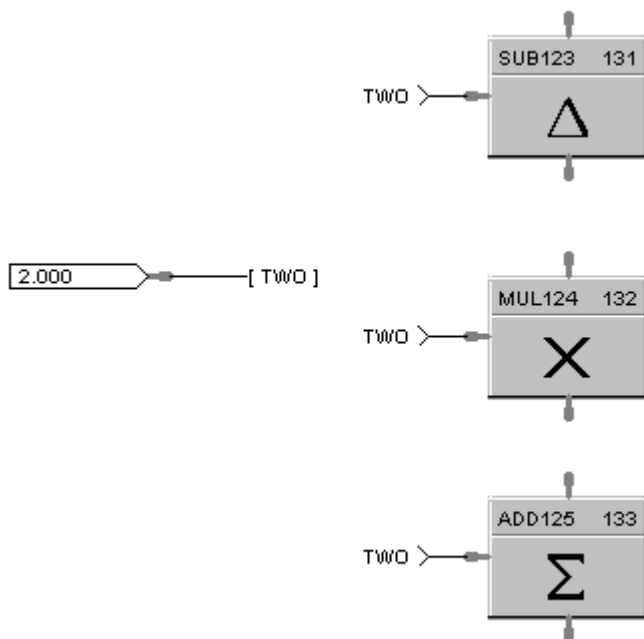 SUB123 131
TWO
Δ
2.000
[ TWO ]
MUL124 132
TWO
X
ADD125 133
TWO
Σ